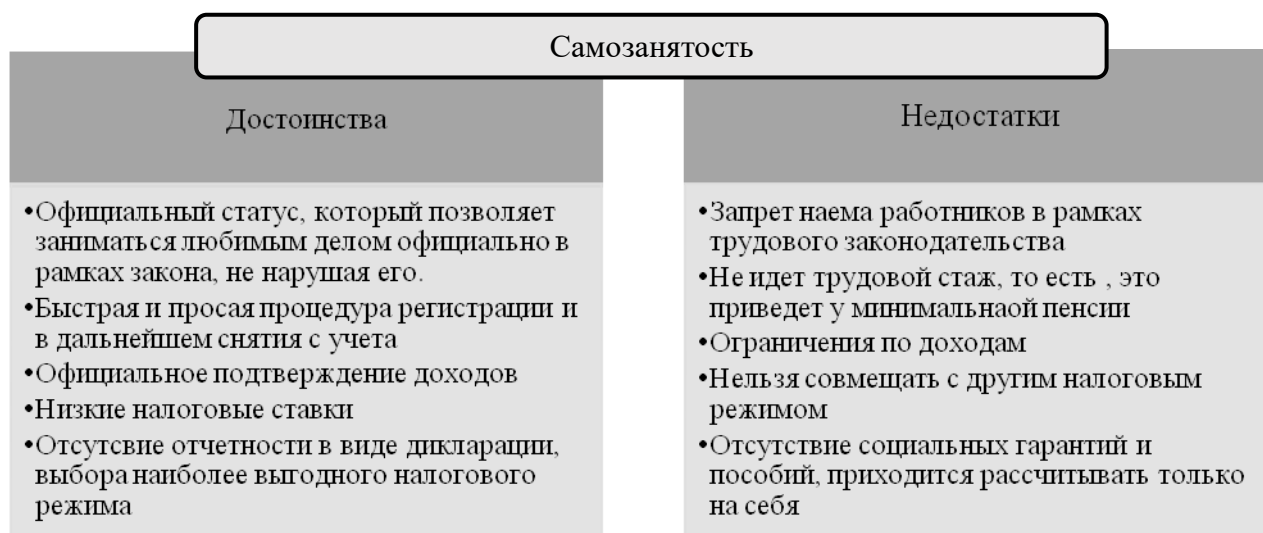 Самозанятость
Достоинства
•Официальный статус, который позволяет
заниматься любимым делом официально в
рамках закона, не нарушая его.
•Быстрая и просая процедура регистрации и
в дальнейшем снятия с учета
•Официальное подтверждение доходов
•Низкие налоговые ставки
•Отсутсвие отчетности в виде дикларации,
выбора наиболее выгодного налогового
режима
Недостатки
•Запрет наема работников в рамках
трудового законодательства
•Не идет трудовой стаж, то есть , это
приведет у минимальнаой пенсии
•Ограничения по доходам
•Нельзя совмещать с другим налоговым
режимом
•Отсутствие социальных гарантий и
пособий, приходится рассчитывать только
на себя